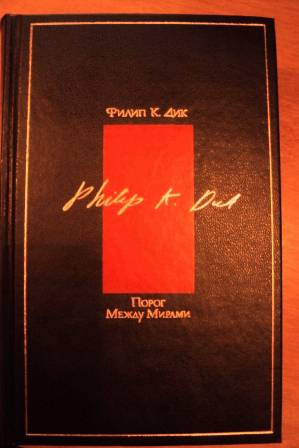 Филип К. Дик
Philip K. Dick
Порог
Между Мирами